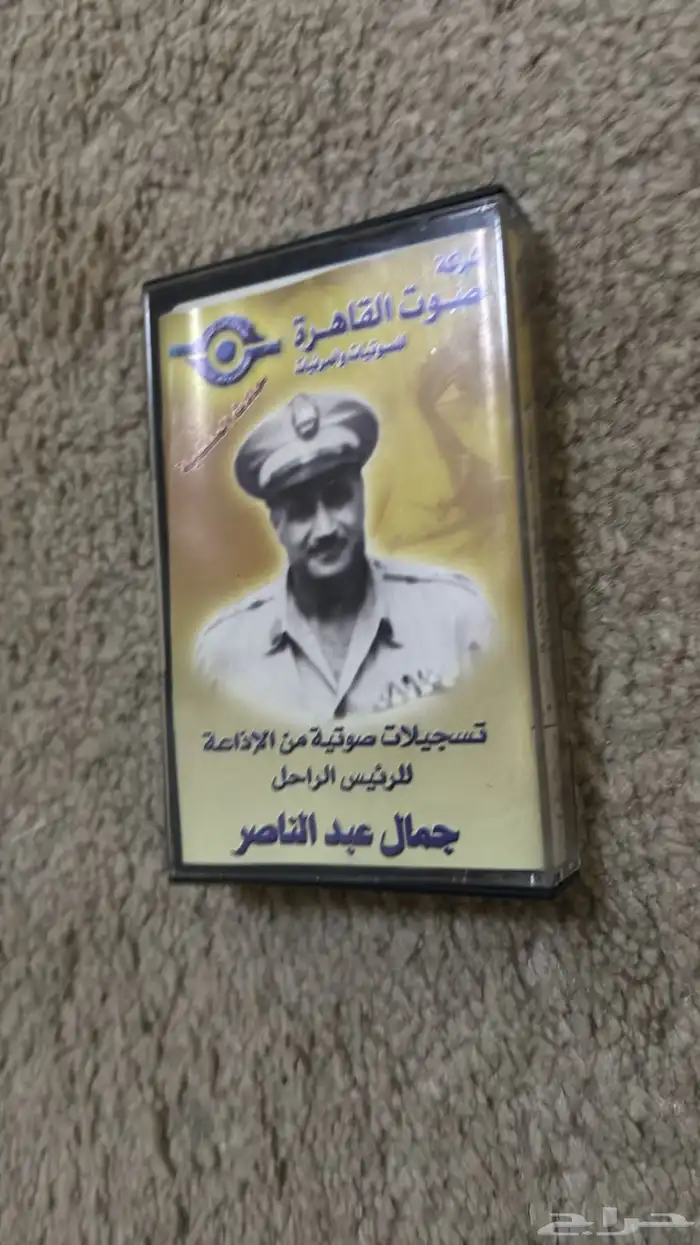 شركة
صوت القاهرة
للصوتيات والمرئيات
تسجيلات صوتية من الإذاعة
للرئيس الراحل
جمال عبد الناصر
حراج